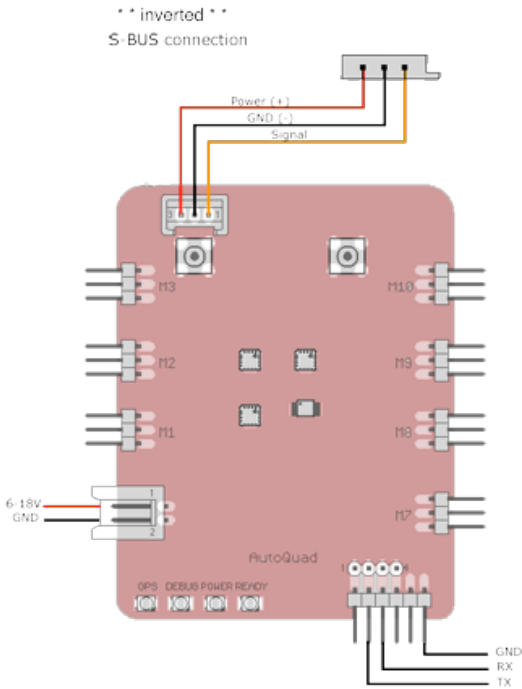 * * inverted * *
S-BUS connection
Power (+)
GND (-)
Signal
3 1
M3
M10
M2
M9
M1
M8
6-18V
GND
1
2
M7
AutoQuad
1 4
GPS DEBUG POWER READY
GND
RX
TX